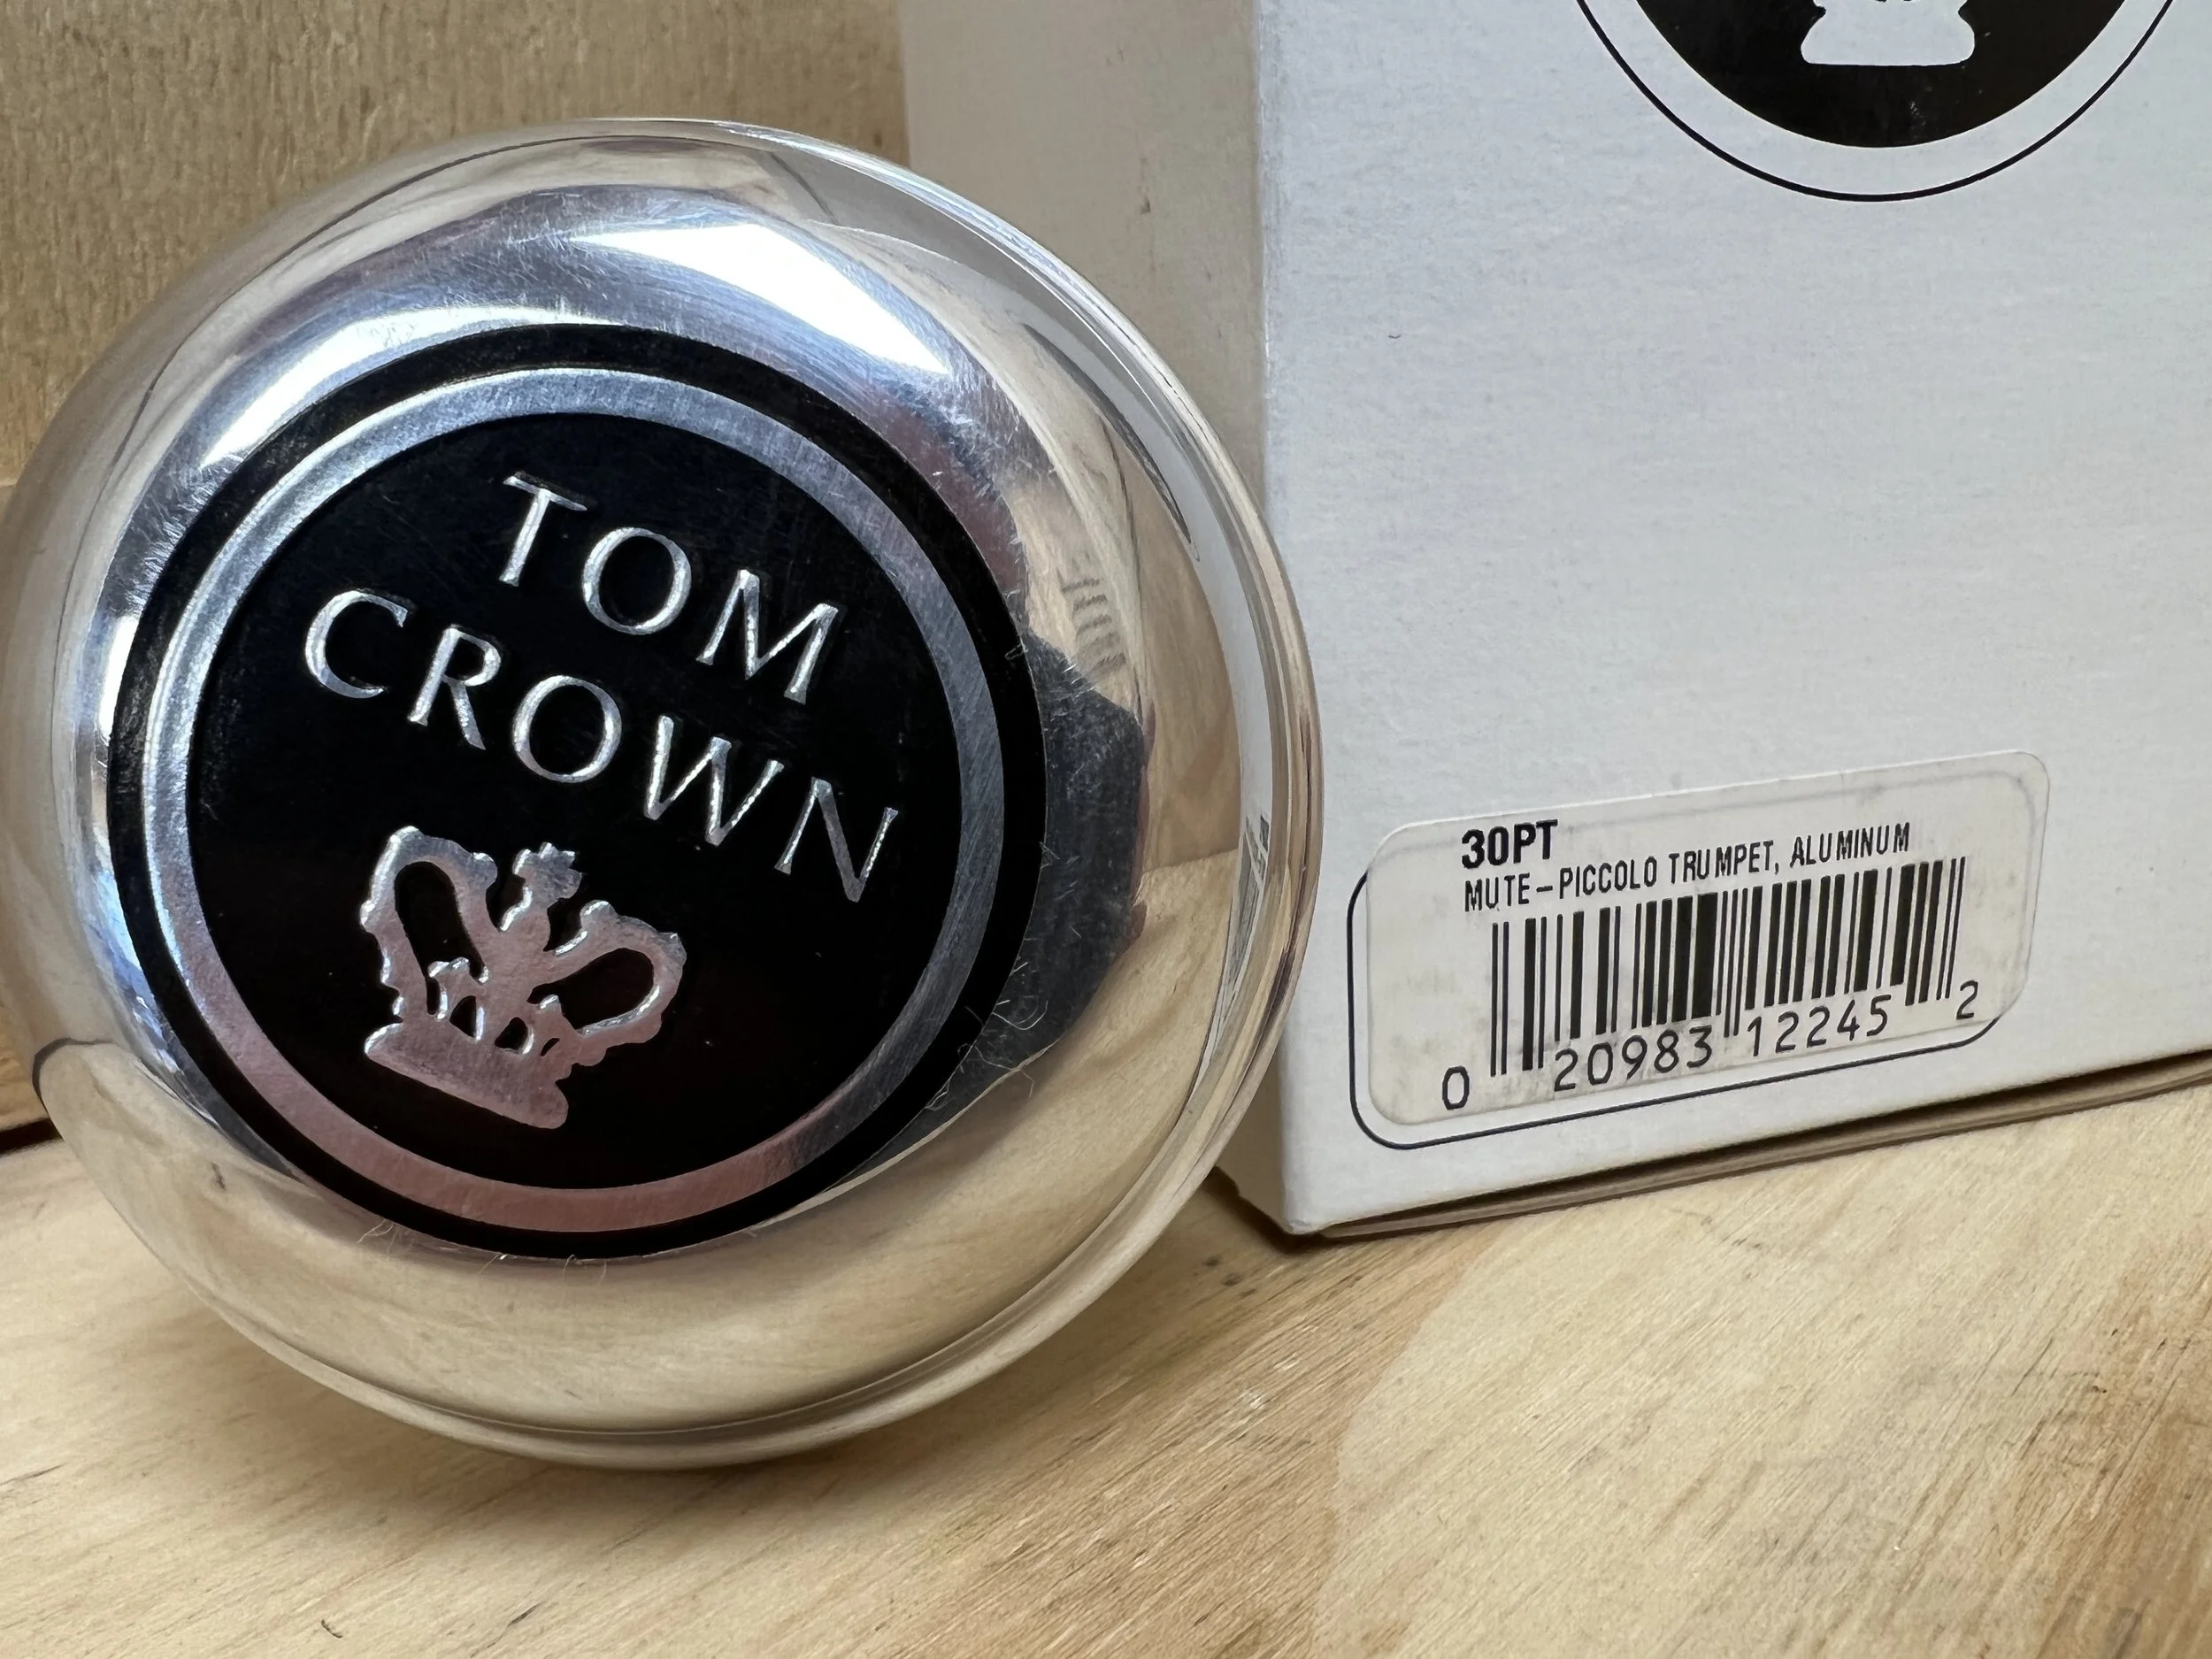 TOM
CROWN
30PT
MUTE-PICCOLO TRUMPET, ALUMINUM
0 20983 12245 2